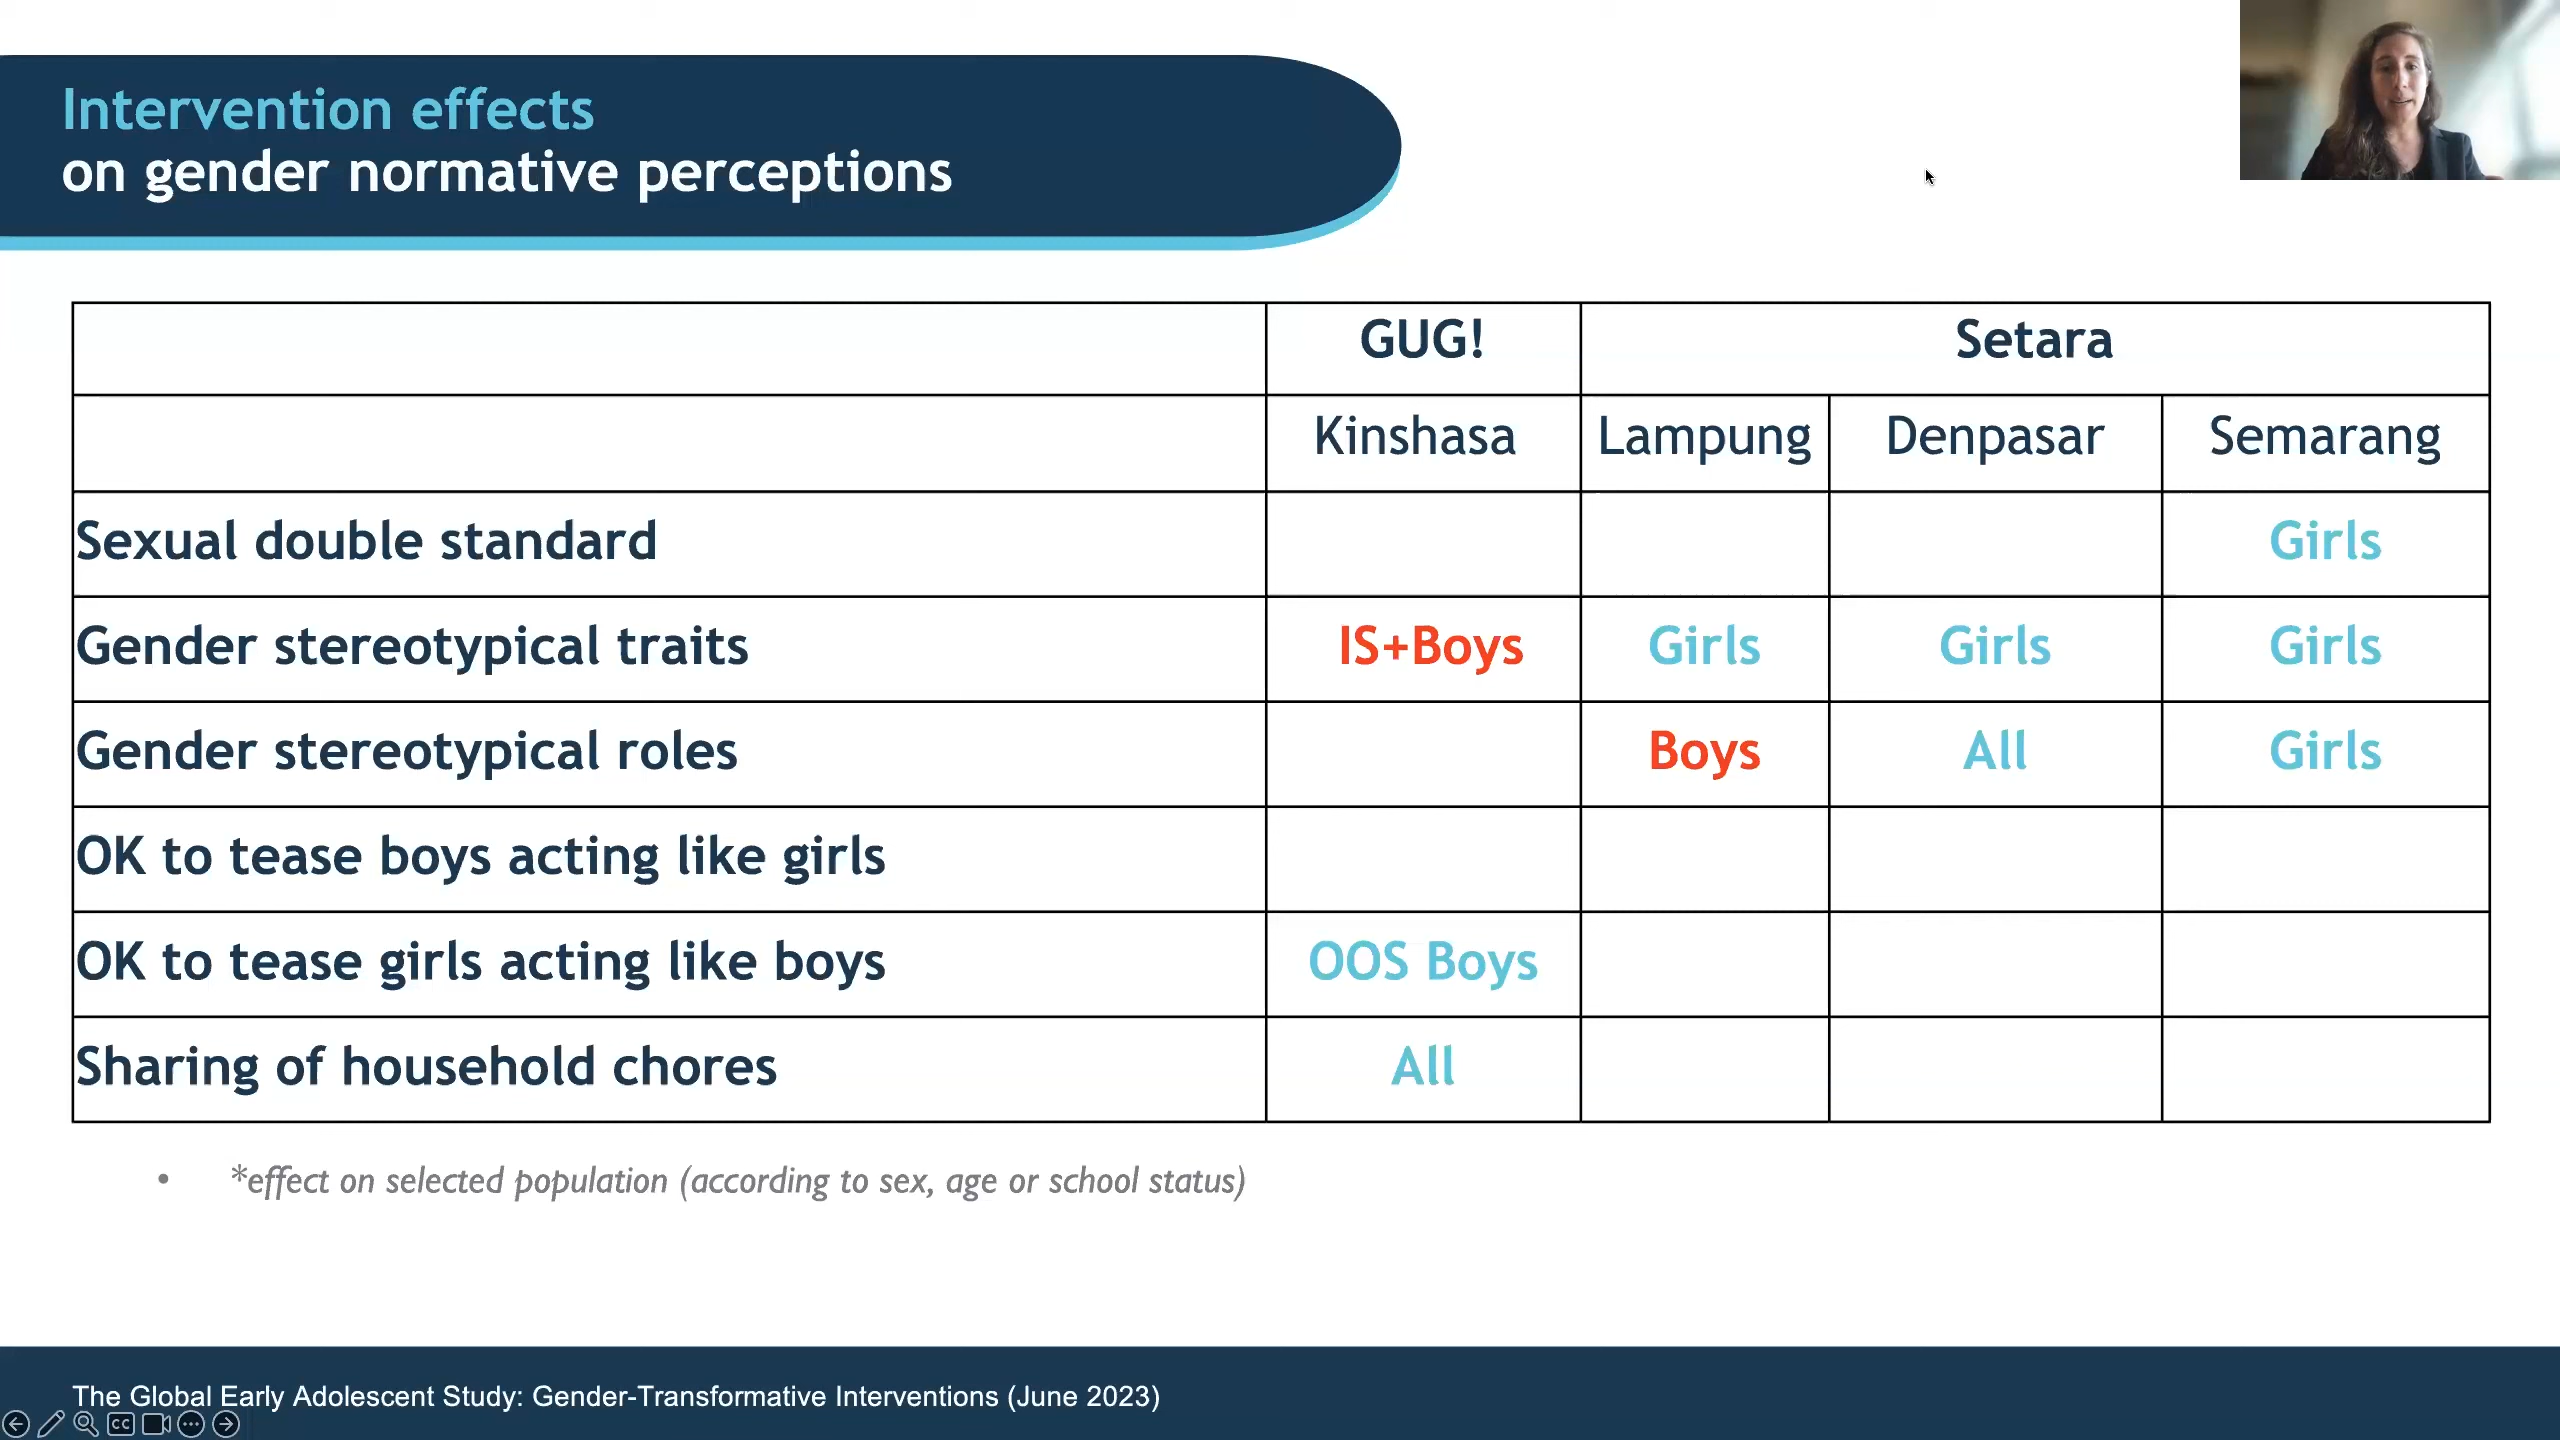 Intervention effects
on gender normative perceptions
GUG! Setara
Kinshasa Lampung Denpasar Semarang
Sexual double standard Girls
Gender stereotypical traits IS+Boys Girls Girls Girls
Gender stereotypical roles Boys All Girls
OK to tease boys acting like girls
OK to tease girls acting like boys OOS Boys
Sharing of household chores All
• *effect on selected population (according to sex, age or school status)
The Global Early Adolescent Study: Gender-Transformative Interventions (June 2023)
CC